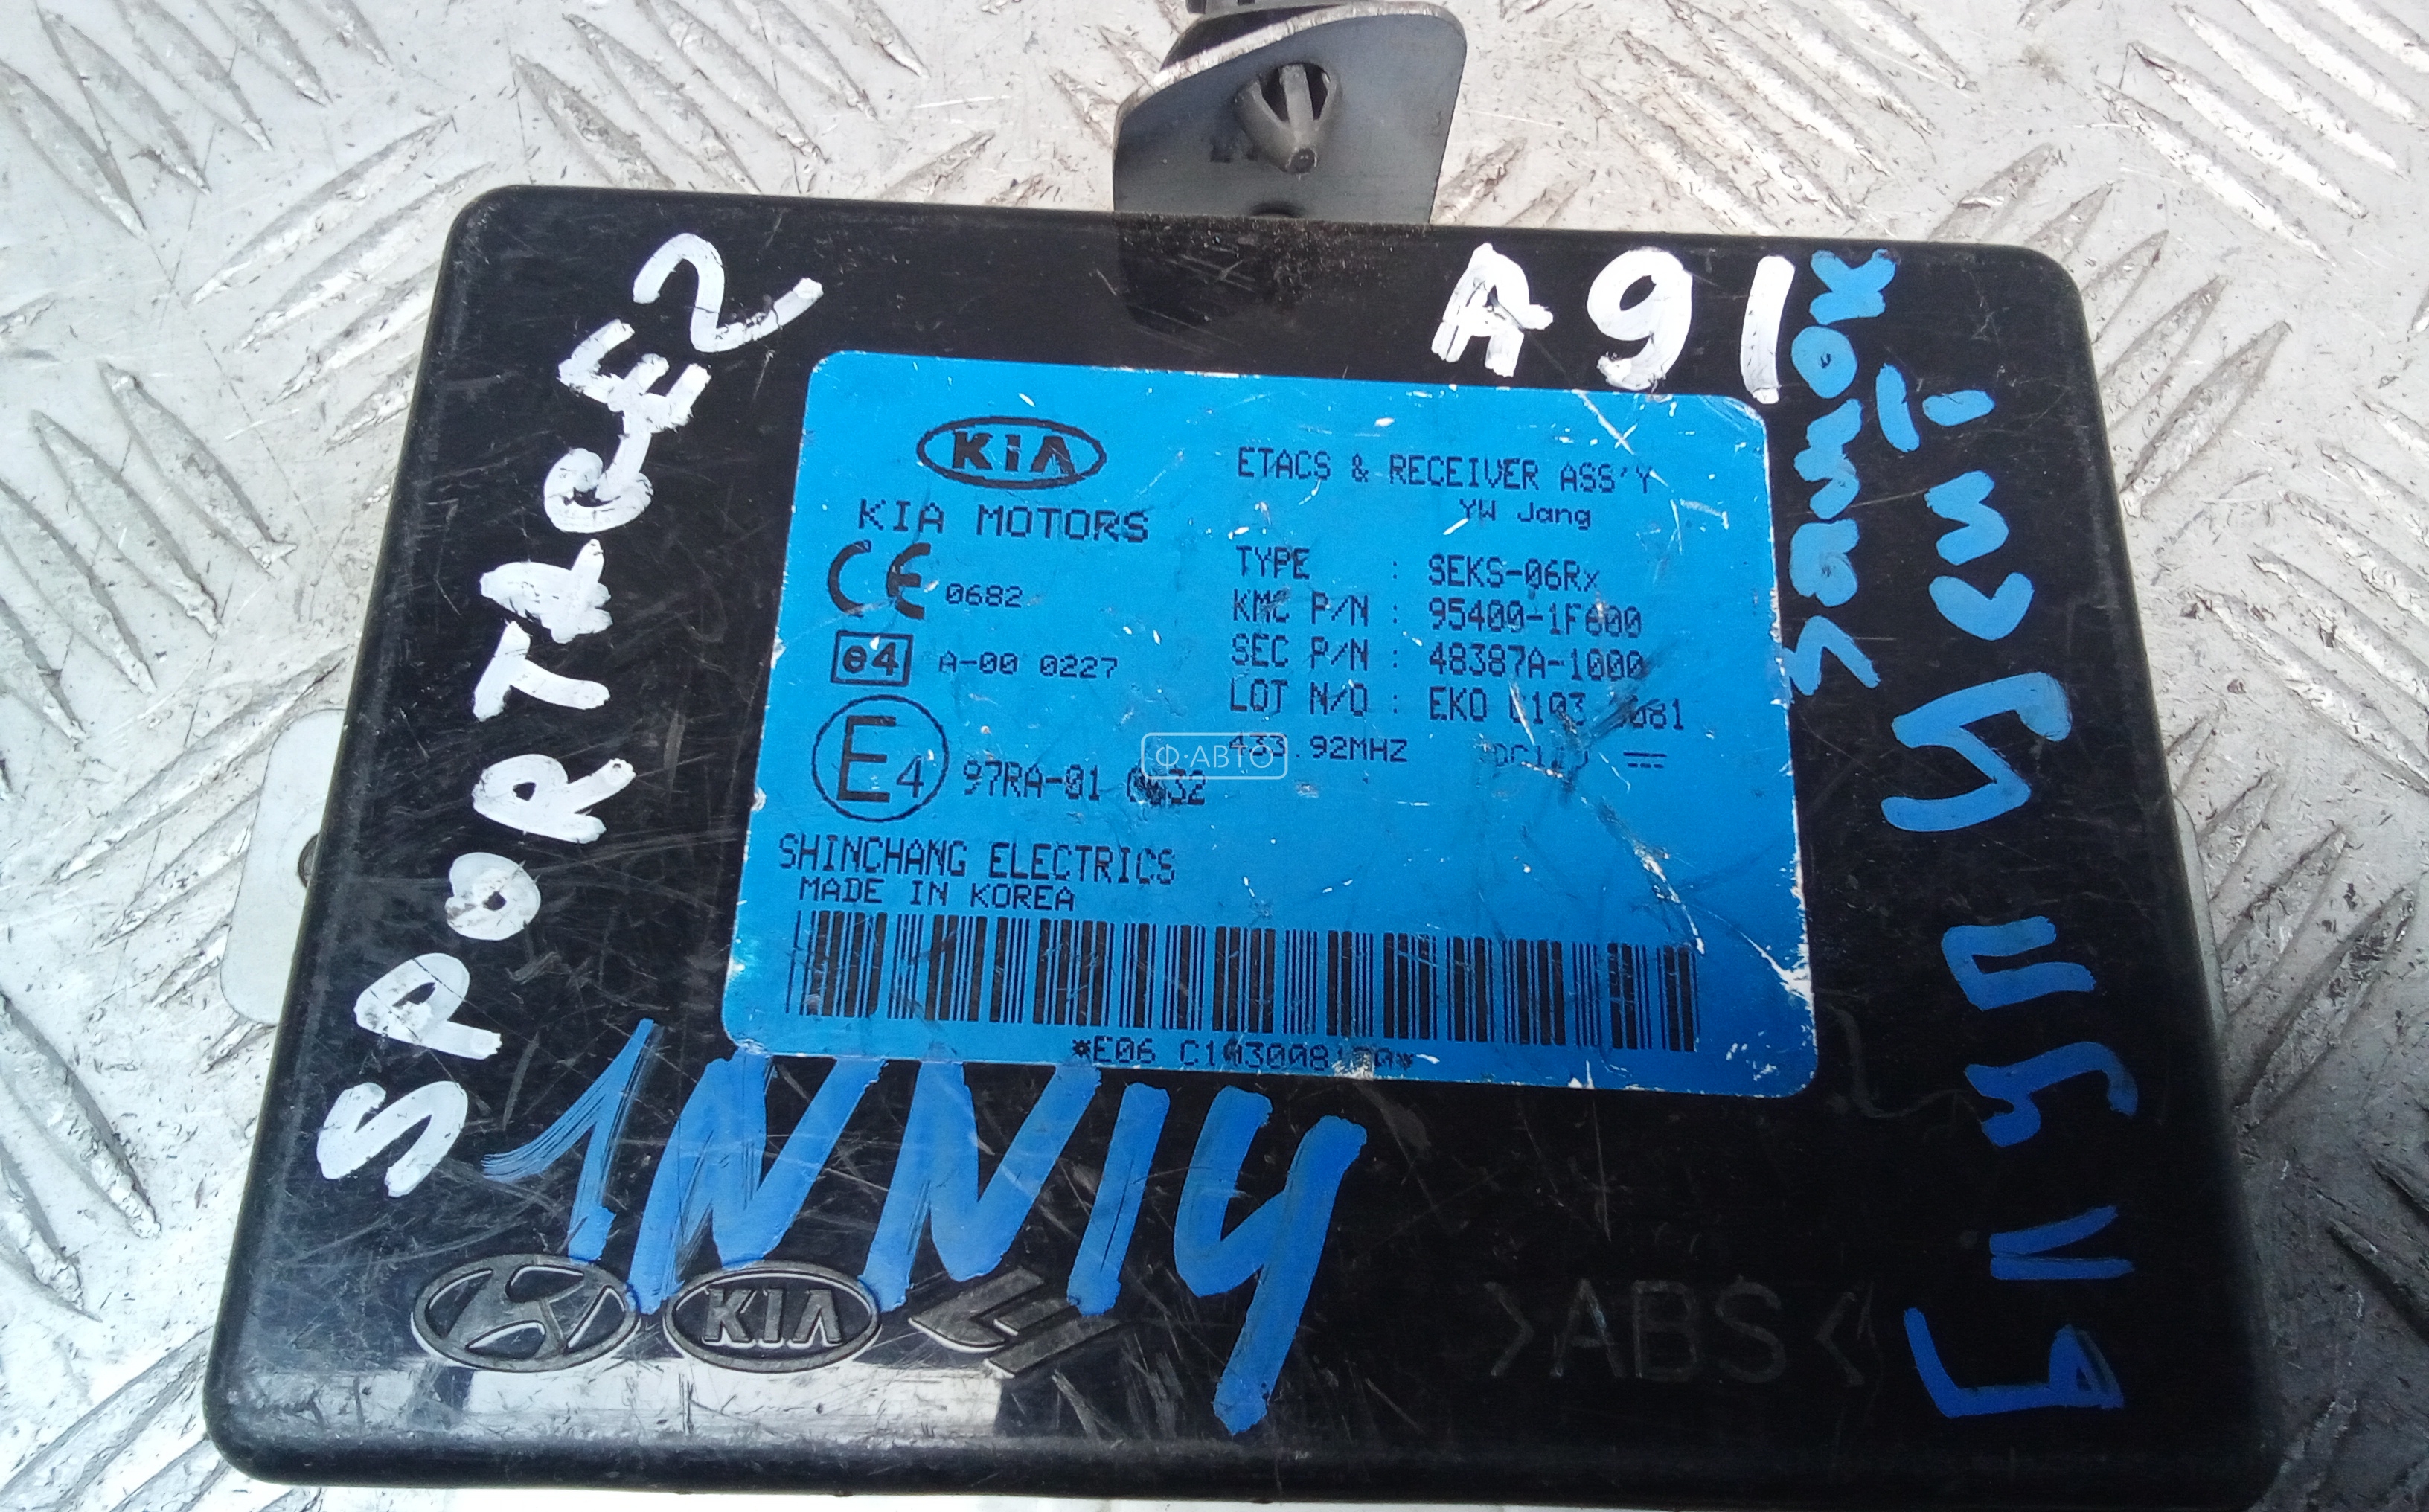 SPORTAGE2
A91
KIA
KIA MOTORS
ETACS & RECEIVER ASS'Y
YW Jang
CE 0682
e4 A-00 0227
E4 97RA-01
TYPE : SEKS-06Rx
KMC P/N : 95400-1F600
SEC P/N : 48387A-1000
LOT N/O : EKO
433.92MHZ
SHINCHANG ELECTRICS
MADE IN KOREA
Ф·АВТО
замок
KIA
>ABS<